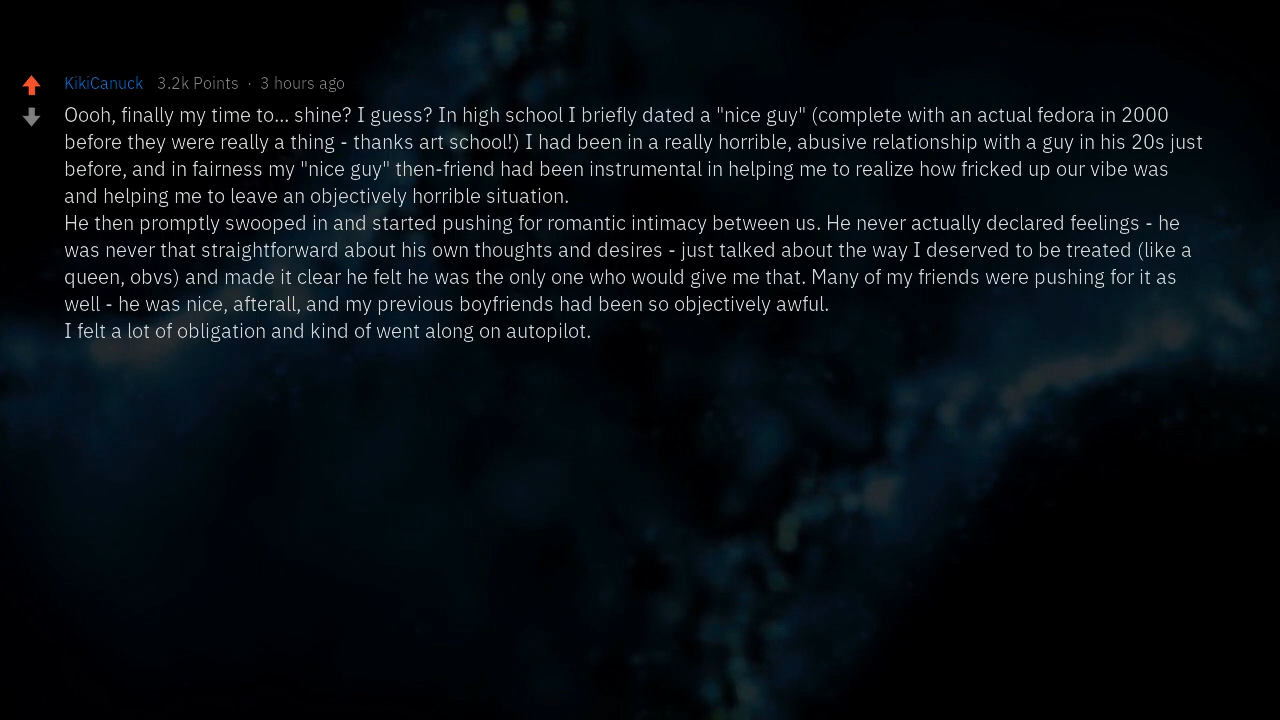 KikiCanuck 3.2k Points · 3 hours ago
Oooh, finally my time to... shine? I guess? In high school I briefly dated a "nice guy" (complete with an actual fedora in 2000
before they were really a thing - thanks art school!) I had been in a really horrible, abusive relationship with a guy in his 20s just
before, and in fairness my "nice guy" then-friend had been instrumental in helping me to realize how fricked up our vibe was
and helping me to leave an objectively horrible situation.
He then promptly swooped in and started pushing for romantic intimacy between us. He never actually declared feelings - he
was never that straightforward about his own thoughts and desires - just talked about the way I deserved to be treated (like a
queen, obvs) and made it clear he felt he was the only one who would give me that. Many of my friends were pushing for it as
well - he was nice, afterall, and my previous boyfriends had been so objectively awful.
I felt a lot of obligation and kind of went along on autopilot.